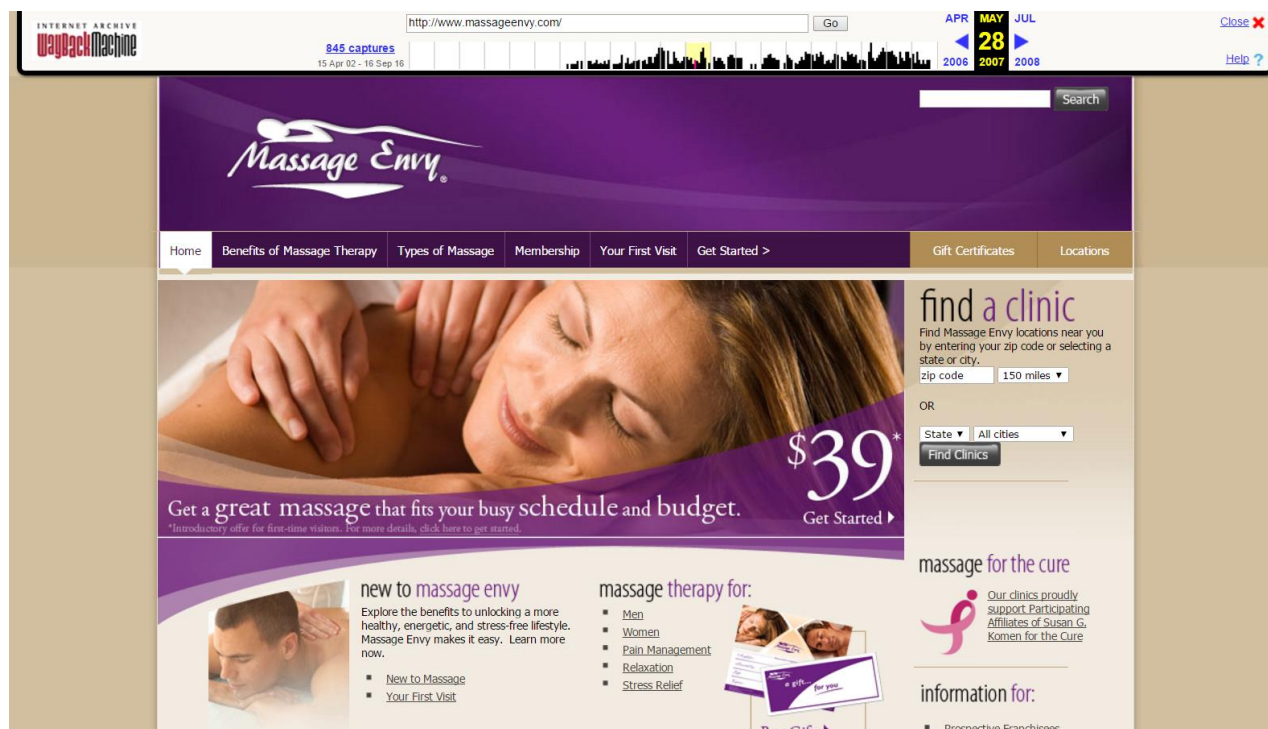 INTERNET ARCHIVE
WayBackMachine
http://www.massageenvy.com/
Go
845 captures
15 Apr 02 - 16 Sep 16
APR MAY JUL
28
2006 2007 2008
Close
Help ?
Search
Massage Envy®
Home
Benefits of Massage Therapy
Types of Massage
Membership
Your First Visit
Get Started >
Gift Certificates
Locations
$39*
Get Started
Get a great massage that fits your busy schedule and budget.
*Introductory offer for first-time visitors. For more details, click here to get started.
find a clinic
Find Massage Envy locations near you
by entering your zip code or selecting a
state or city.
zip code
150 miles
OR
State
All cities
Find Clinics
new to massage envy
Explore the benefits to unlocking a more
healthy, energetic, and stress-free lifestyle.
Massage Envy makes it easy. Learn more
now.
New to Massage
Your First Visit
massage therapy for:
Men
Women
Pain Management
Relaxation
Stress Relief
a gift... for you
massage for the cure
Our clinics proudly
support Participating
Affiliates of Susan G.
Komen for the Cure
information for:
Prospective Franchisees